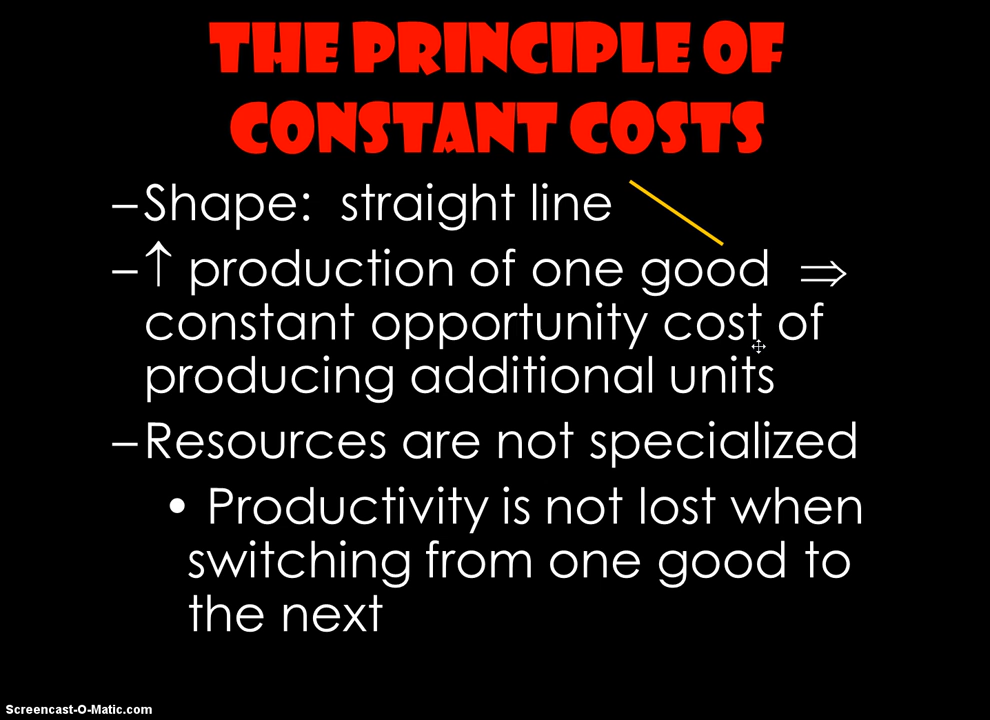 THE PRINCIPLE OF
CONSTANT COSTS
–Shape: straight line
–↑ production of one good ⇒
constant opportunity cost of
producing additional units
–Resources are not specialized
• Productivity is not lost when
switching from one good to
the next
Screencast-O-Matic.com